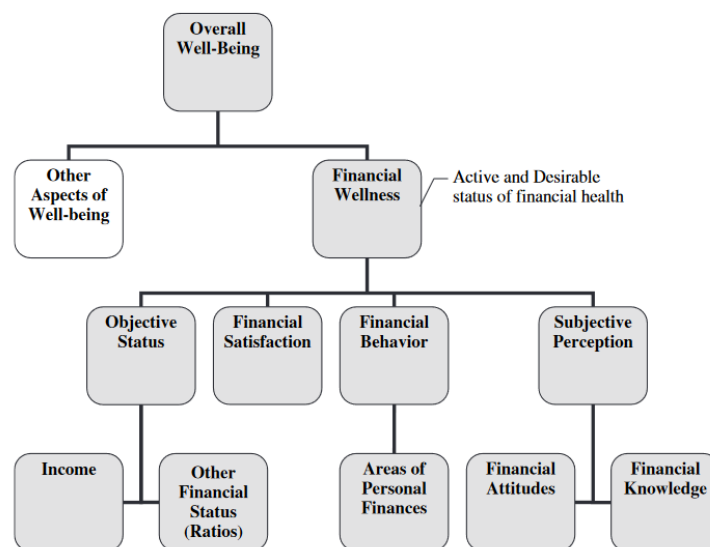 Overall
Well-Being
Other
Aspects of
Well-being
Financial
Wellness
Active and Desirable
status of financial health
Objective
Status
Financial
Satisfaction
Financial
Behavior
Subjective
Perception
Income
Other
Financial
Status
(Ratios)
Areas of
Personal
Finances
Financial
Attitudes
Financial
Knowledge